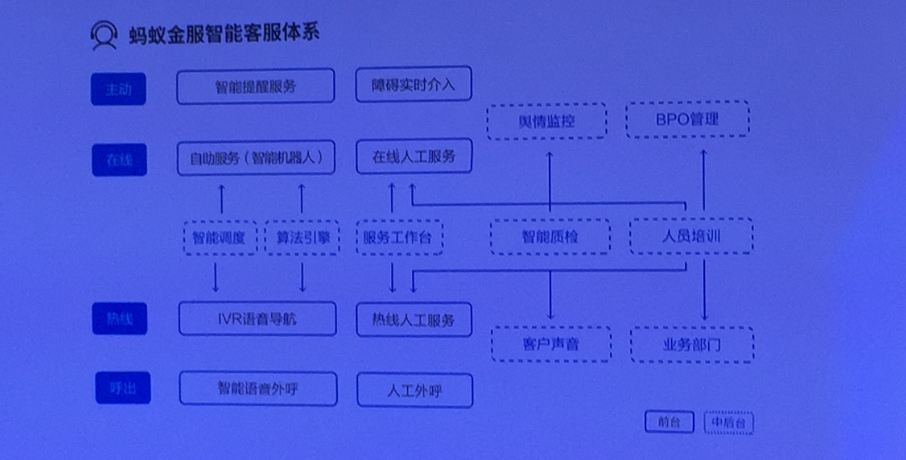 蚂蚁金服智能客服体系
主动
智能提醒服务
障碍实时介入
舆情监控
BPO管理
在线
自助服务（智能机器人）
在线人工服务
智能调度
算法引擎
服务工作台
智能质检
人员培训
热线
IVR语音导航
热线人工服务
客户声音
业务部门
呼出
智能语音外呼
人工外呼
前台
中后台